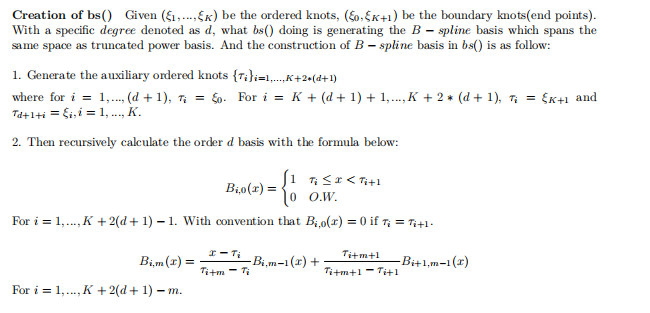 Creation of bs() Given (ξ1,...,ξK) be the ordered knots, (ξ0,ξK+1) be the boundary knots(end points).
With a specific degree denoted as d, what bs() doing is generating the B − spline basis which spans the
same space as truncated power basis. And the construction of B − spline basis in bs() is as follow:
1. Generate the auxiliary ordered knots {τi}i=1,...,K+2*(d+1)
where for i = 1,...,(d + 1), τi = ξ0. For i = K + (d + 1) + 1,...,K + 2 * (d + 1), τi = ξK+1 and
τd+1+i = ξi, i = 1,...,K.
2. Then recursively calculate the order d basis with the formula below:
Bi,0(x) = { 1 τi ≤ x < τi+1
0 O.W.
For i = 1,...,K + 2(d + 1) − 1. With convention that Bi,0(x) = 0 if τi = τi+1.
Bi,m(x) = (x − τi)/(τi+m − τi) Bi,m−1(x) + (τi+m+1)/(τi+m+1 − τi+1) Bi+1,m−1(x)
For i = 1,...,K + 2(d + 1) − m.